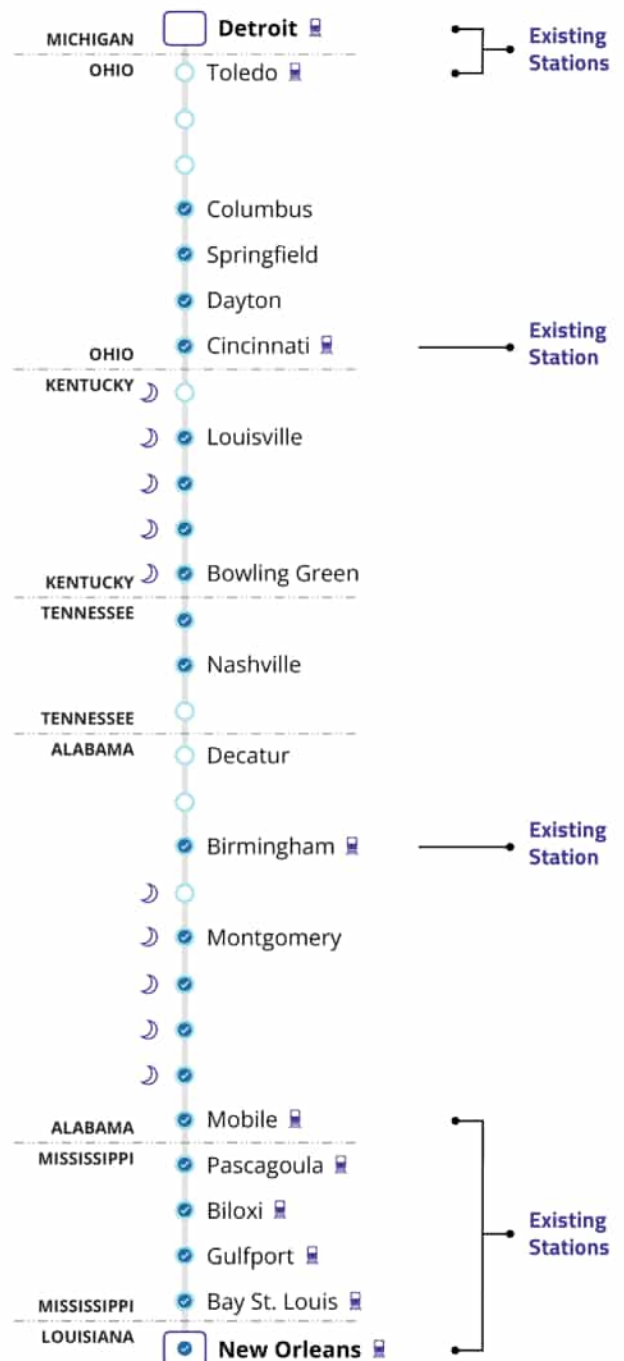 Detroit
Existing
Stations
MICHIGAN
OHIO
Toledo
Columbus
Springfield
Dayton
Cincinnati
Existing
Station
OHIO
KENTUCKY
Louisville
Bowling Green
KENTUCKY
TENNESSEE
Nashville
TENNESSEE
ALABAMA
Decatur
Birmingham
Existing
Station
Montgomery
Mobile
ALABAMA
MISSISSIPPI
Pascagoula
Biloxi
Existing
Stations
Gulfport
Bay St. Louis
MISSISSIPPI
LOUISIANA
New Orleans